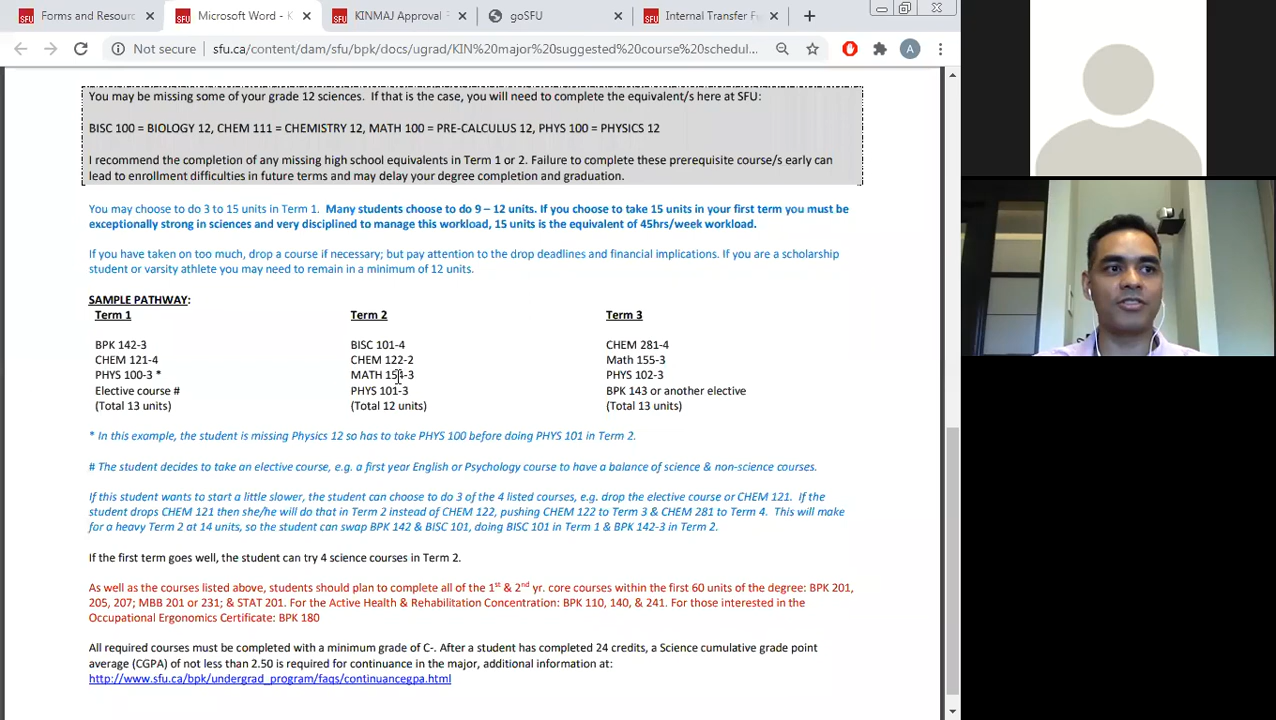 SFU Forms and Resource
SFU Microsoft Word - K
SFU KINMAJ Approval F
goSFU
SFU Internal Transfer Fu
Not secure
sfu.ca/content/dam/sfu/bpk/docs/ugrad/KIN%20major%20suggested%20course%20schedul...
A
You may be missing some of your grade 12 sciences. If that is the case, you will need to complete the equivalent/s here at SFU:
BISC 100 = BIOLOGY 12, CHEM 111 = CHEMISTRY 12, MATH 100 = PRE-CALCULUS 12, PHYS 100 = PHYSICS 12
I recommend the completion of any missing high school equivalents in Term 1 or 2. Failure to complete these prerequisite course/s early can
lead to enrollment difficulties in future terms and may delay your degree completion and graduation.
You may choose to do 3 to 15 units in Term 1. Many students choose to do 9 – 12 units. If you choose to take 15 units in your first term you must be
exceptionally strong in sciences and very disciplined to manage this workload, 15 units is the equivalent of 45hrs/week workload.
If you have taken on too much, drop a course if necessary; but pay attention to the drop deadlines and financial implications. If you are a scholarship
student or varsity athlete you may need to remain in a minimum of 12 units.
SAMPLE PATHWAY:
Term 1 Term 2 Term 3
BPK 142-3 BISC 101-4 CHEM 281-4
CHEM 121-4 CHEM 122-2 Math 155-3
PHYS 100-3 * MATH 154-3 PHYS 102-3
Elective course # PHYS 101-3 BPK 143 or another elective
(Total 13 units) (Total 12 units) (Total 13 units)
* In this example, the student is missing Physics 12 so has to take PHYS 100 before doing PHYS 101 in Term 2.
# The student decides to take an elective course, e.g. a first year English or Psychology course to have a balance of science & non-science courses.
If this student wants to start a little slower, the student can choose to do 3 of the 4 listed courses, e.g. drop the elective course or CHEM 121. If the
student drops CHEM 121 then she/he will do that in Term 2 instead of CHEM 122, pushing CHEM 122 to Term 3 & CHEM 281 to Term 4. This will make
for a heavy Term 2 at 14 units, so the student can swap BPK 142 & BISC 101, doing BISC 101 in Term 1 & BPK 142-3 in Term 2.
If the first term goes well, the student can try 4 science courses in Term 2.
As well as the courses listed above, students should plan to complete all of the 1st & 2nd yr. core courses within the first 60 units of the degree: BPK 201,
205, 207; MBB 201 or 231; & STAT 201. For the Active Health & Rehabilitation Concentration: BPK 110, 140, & 241. For those interested in the
Occupational Ergonomics Certificate: BPK 180
All required courses must be completed with a minimum grade of C-. After a student has completed 24 credits, a Science cumulative grade point
average (CGPA) of not less than 2.50 is required for continuance in the major, additional information at:
http://www.sfu.ca/bpk/undergrad_program/faqs/continuancegpa.html